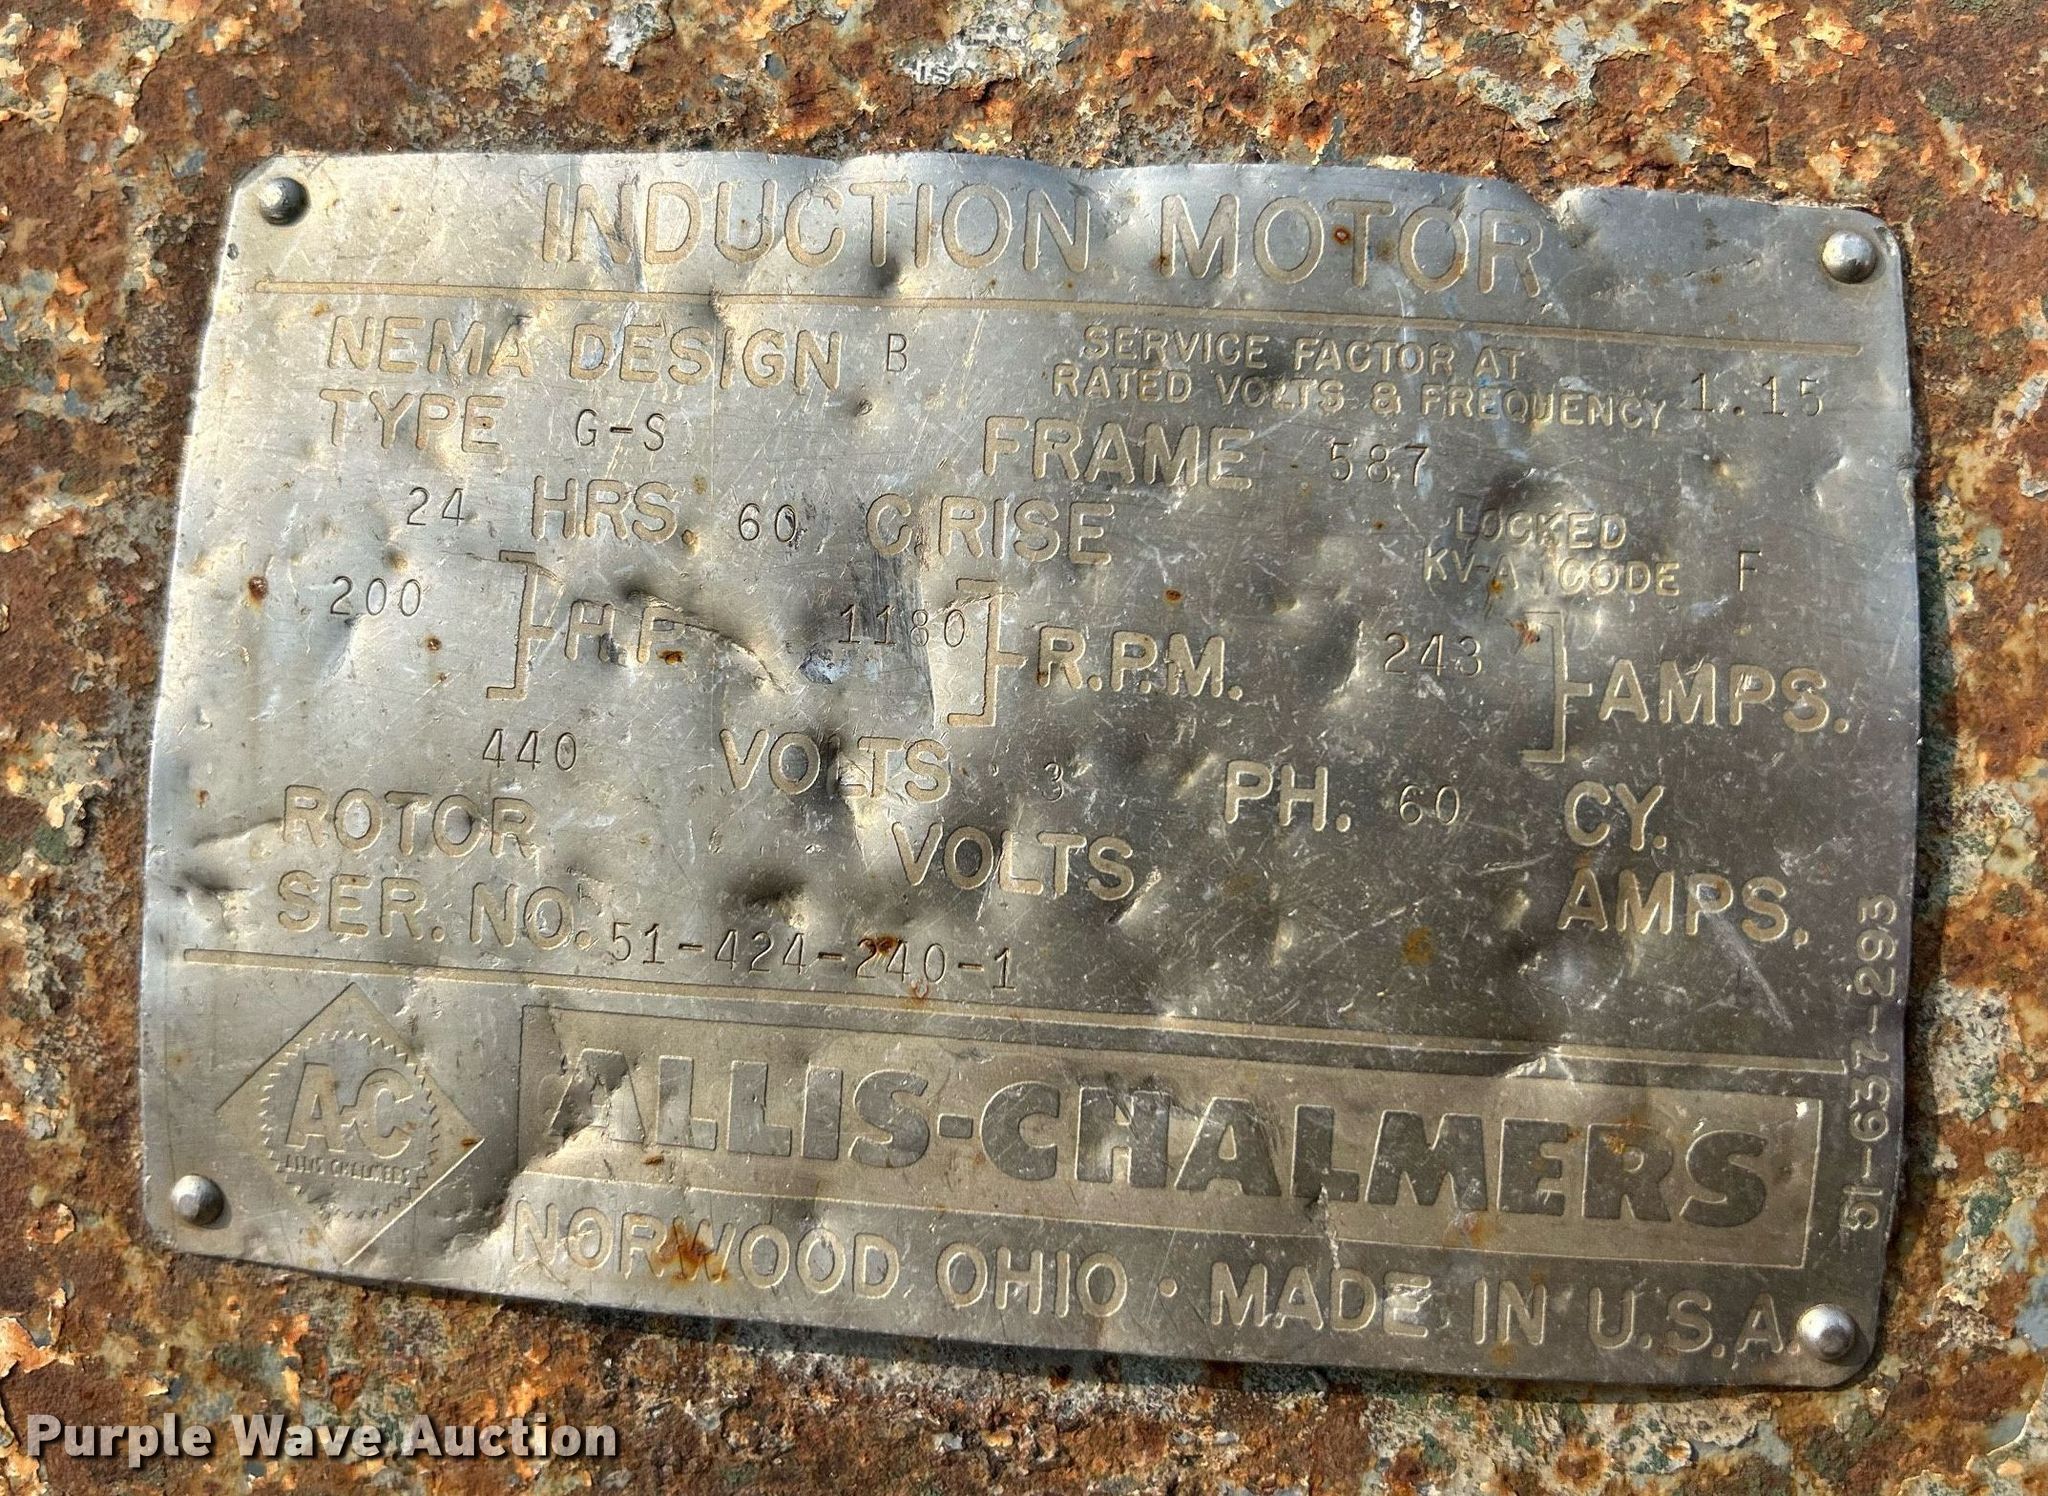 INDUCTION MOTOR
NEMA DESIGN B
SERVICE FACTOR AT
RATED VOLTS & FREQUENCY 1.15
TYPE G-S FRAME 587
24 HRS. 60 C RISE
LOCKED
KV-A CODE F
200 H.P. 1180 R.P.M. 243 AMPS.
440 VOLTS 3 PH. 60 CY.
ROTOR VOLTS AMPS.
SER. NO. 51-424-240-1
A-C
ALLIS CHALMERS
ALLIS-CHALMERS
NORWOOD, OHIO · MADE IN U.S.A.
51-637-293
Purple Wave Auction